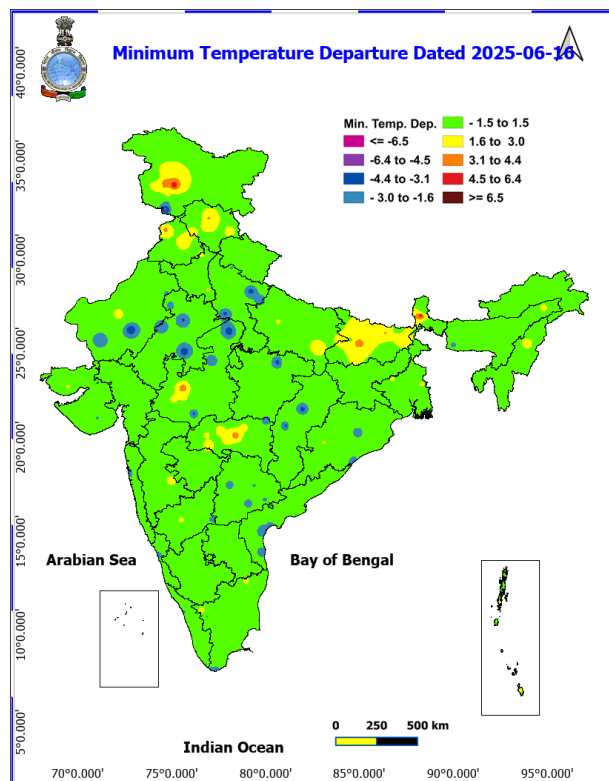 Minimum Temperature Departure Dated 2025-06-16
Min. Temp. Dep.
<= -6.5
-6.4 to -4.5
-4.4 to -3.1
- 3.0 to -1.6
- 1.5 to 1.5
1.6 to 3.0
3.1 to 4.4
4.5 to 6.4
>= 6.5
40°0.000'
35°0.000'
30°0.000'
25°0.000'
20°0.000'
15°0.000'
10°0.000'
5°0.000'
Arabian Sea
Bay of Bengal
0 250 500 km
Indian Ocean
70°0.000' 75°0.000' 80°0.000' 85°0.000' 90°0.000' 95°0.000'